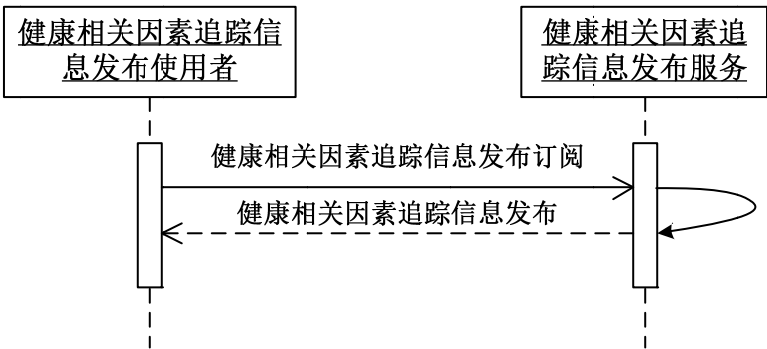 健康相关因素追踪信
息发布使用者
健康相关因素追
踪信息发布服务
健康相关因素追踪信息发布订阅
健康相关因素追踪信息发布